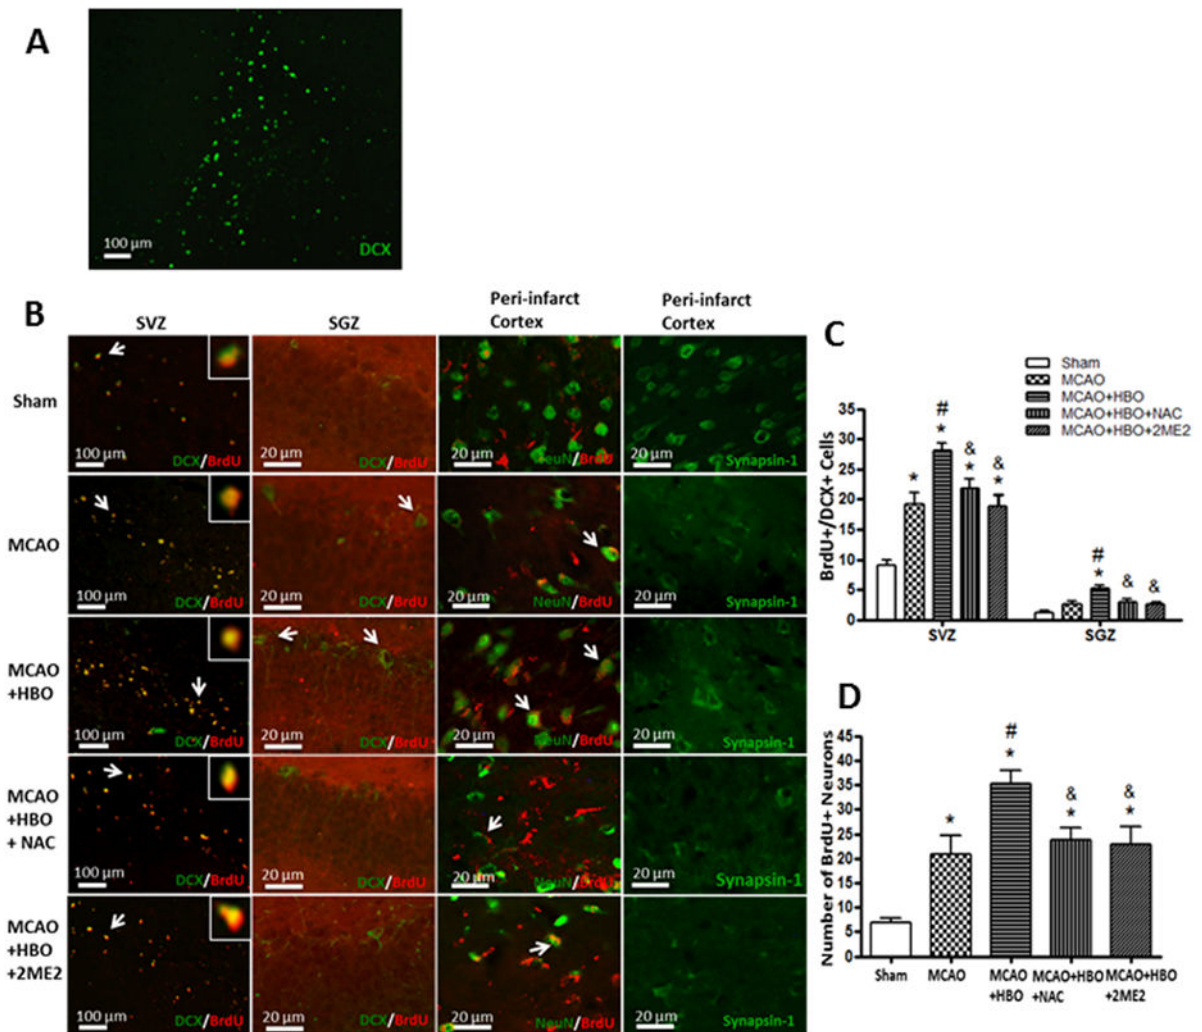 A
100 µm
DCX
B
SVZ
SGZ
Peri-infarct
Cortex
Peri-infarct
Cortex
Sham
100 µm
DCX/BrdU
20 µm
DCX/BrdU
20 µm
NeuN/BrdU
20 µm
Synapsin-1
MCAO
100 µm
DCX/BrdU
20 µm
DCX/BrdU
20 µm
NeuN/BrdU
20 µm
Synapsin-1
MCAO
+HBO
100 µm
DCX/BrdU
20 µm
DCX/BrdU
20 µm
NeuN/BrdU
20 µm
Synapsin-1
MCAO
+HBO
+ NAC
100 µm
DCX/BrdU
20 µm
DCX/BrdU
20 µm
NeuN/BrdU
20 µm
Synapsin-1
MCAO
+HBO
+2ME2
100 µm
DCX/BrdU
20 µm
DCX/BrdU
20 µm
NeuN/BrdU
20 µm
Synapsin-1
C
Sham
MCAO
MCAO+HBO
MCAO+HBO+NAC
MCAO+HBO+2ME2
BrdU+/DCX+ Cells
35
30
25
20
15
10
5
0
*
#
*
&
*
&
*
#
*
&
&
SVZ
SGZ
D
Number of BrdU+ Neurons
45
40
35
30
25
20
15
10
5
0
*
#
*
&
*
&
*
Sham
MCAO
MCAO
+HBO
MCAO+HBO
+NAC
MCAO+HBO
+2ME2